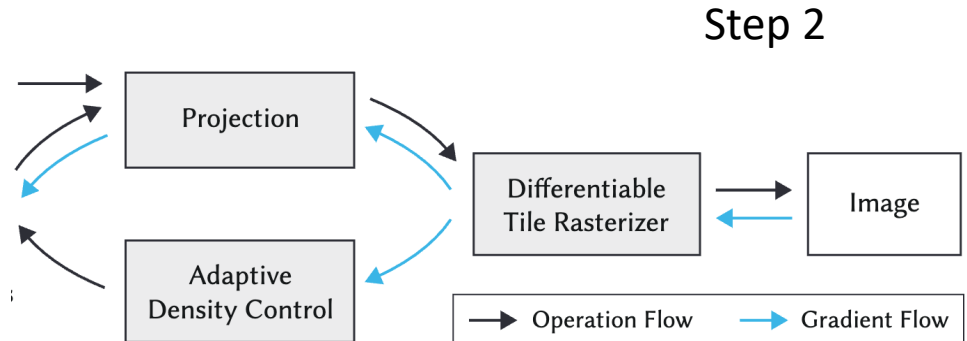 Step 2
Projection
Differentiable
Tile Rasterizer
Image
Adaptive
Density Control
Operation Flow
Gradient Flow